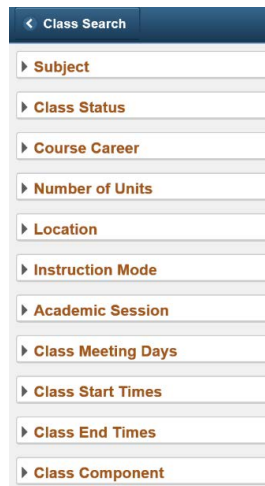 Class Search
Subject
Class Status
Course Career
Number of Units
Location
Instruction Mode
Academic Session
Class Meeting Days
Class Start Times
Class End Times
Class Component